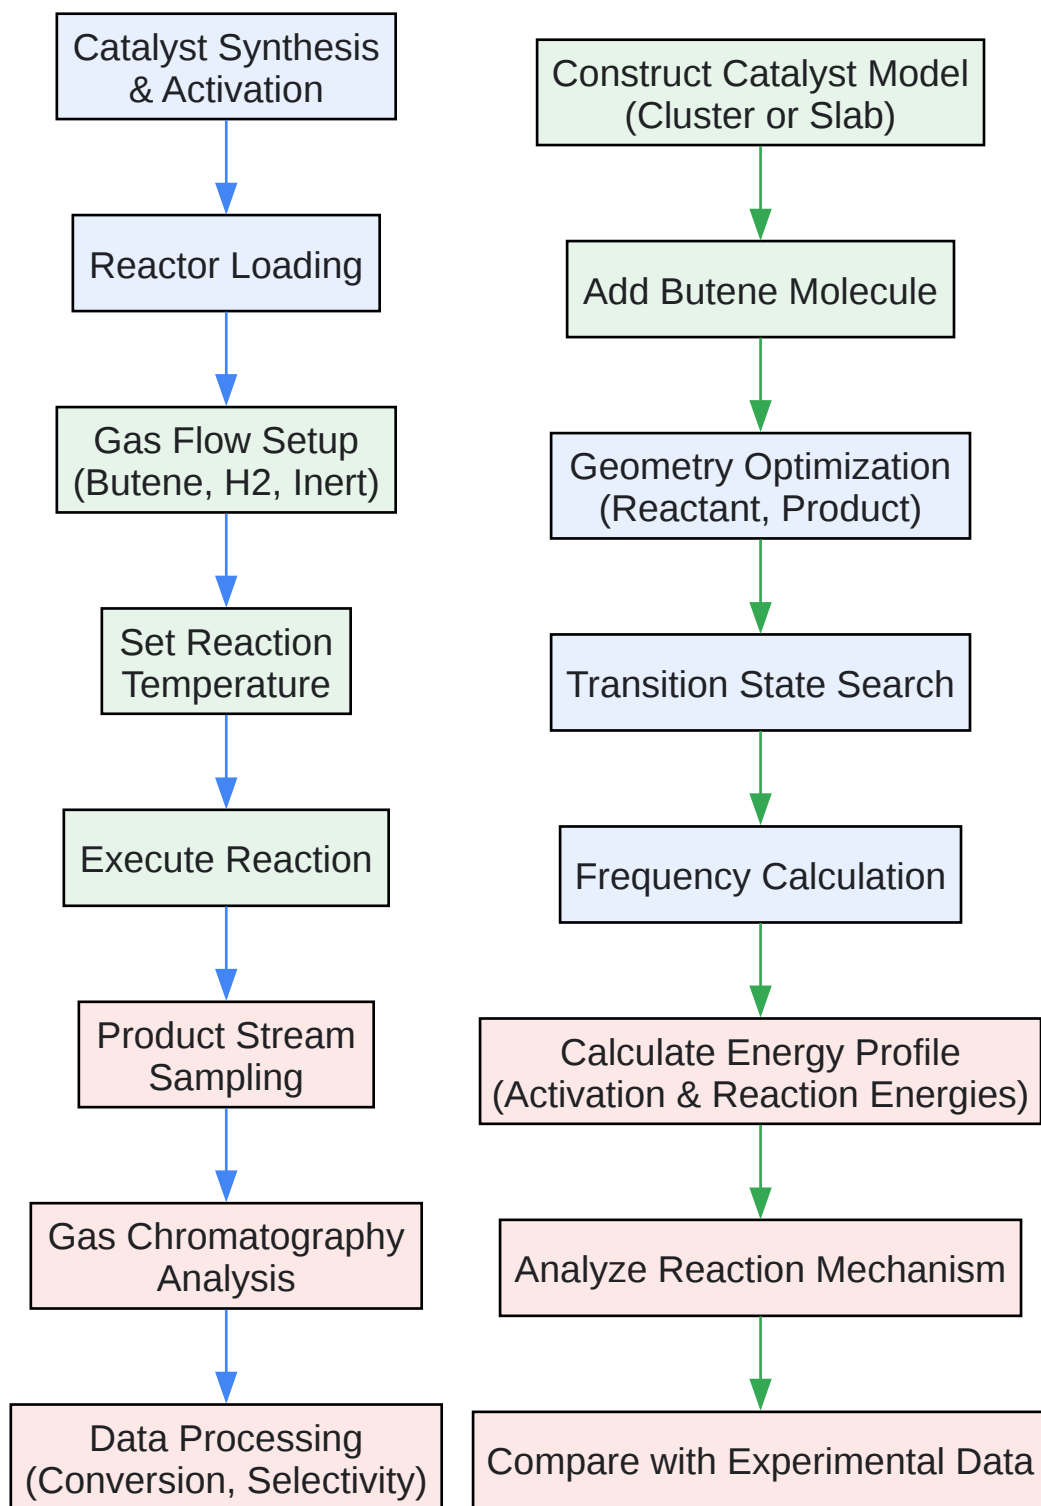 Catalyst Synthesis
& Activation
Reactor Loading
Gas Flow Setup
(Butene, H2, Inert)
Set Reaction
Temperature
Execute Reaction
Product Stream
Sampling
Gas Chromatography
Analysis
Data Processing
(Conversion, Selectivity)
Construct Catalyst Model
(Cluster or Slab)
Add Butene Molecule
Geometry Optimization
(Reactant, Product)
Transition State Search
Frequency Calculation
Calculate Energy Profile
(Activation & Reaction Energies)
Analyze Reaction Mechanism
Compare with Experimental Data